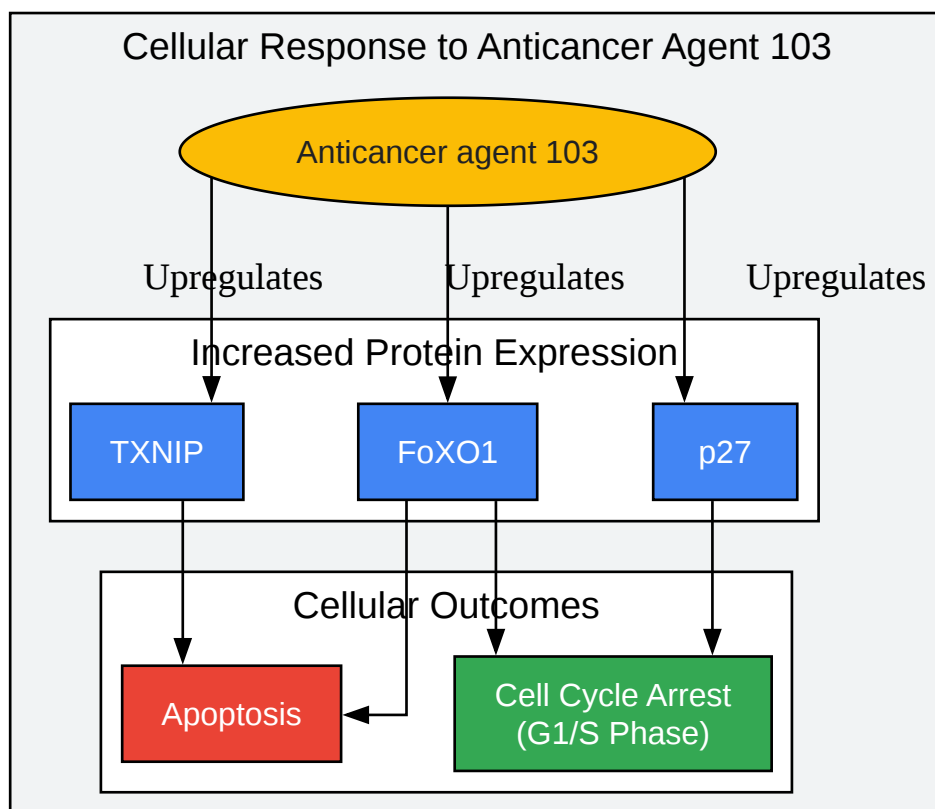 Cellular Response to Anticancer Agent 103
Anticancer agent 103
Upregulates
Upregulates
Upregulates
Increased Protein Expression
TXNIP
FoXO1
p27
Cellular Outcomes
Apoptosis
Cell Cycle Arrest
(G1/S Phase)